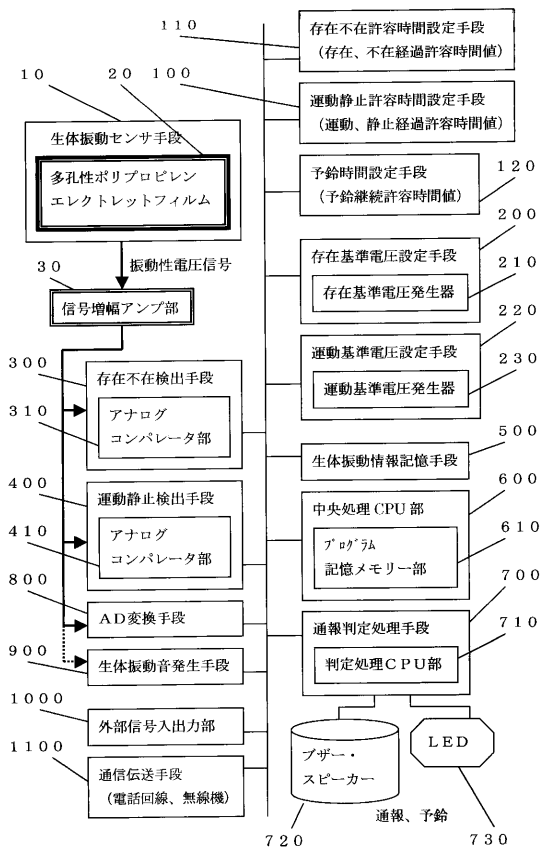 １１０
存在不在許容時間設定手段
（存在、不在経過許容時間値）
１０
２０
１００
運動静止許容時間設定手段
（運動、静止経過許容時間値）
生体振動センサ手段
多孔性ポリプロピレン
エレクトレットフィルム
予鈴時間設定手段
（予鈴継続許容時間値）
１２０
振動性電圧信号
３０
信号増幅アンプ部
２００
存在基準電圧設定手段
２１０
存在基準電圧発生器
２２０
運動基準電圧設定手段
２３０
運動基準電圧発生器
３００
存在不在検出手段
３１０
アナログ
コンパレータ部
５００
生体振動情報記憶手段
４００
運動静止検出手段
４１０
アナログ
コンパレータ部
６００
中央処理CPU部
６１０
ﾌﾟﾛｸﾞﾗﾑ
記憶メモリー部
８００
ＡＤ変換手段
７００
通報判定処理手段
７１０
判定処理ＣＰＵ部
９００
生体振動音発生手段
１０００
外部信号入出力部
１１００
通信伝送手段
（電話回線、無線機）
ブザー・
スピーカー
ＬＥＤ
通報、予鈴
７２０
７３０